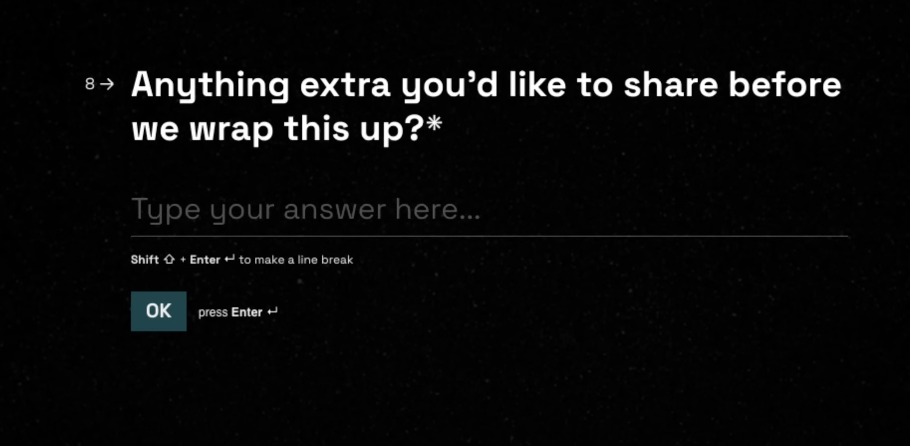 8→ Anything extra you'd like to share before
we wrap this up?*
Type your answer here...
Shift ⇧ + Enter ↵ to make a line break
OK press Enter ↵